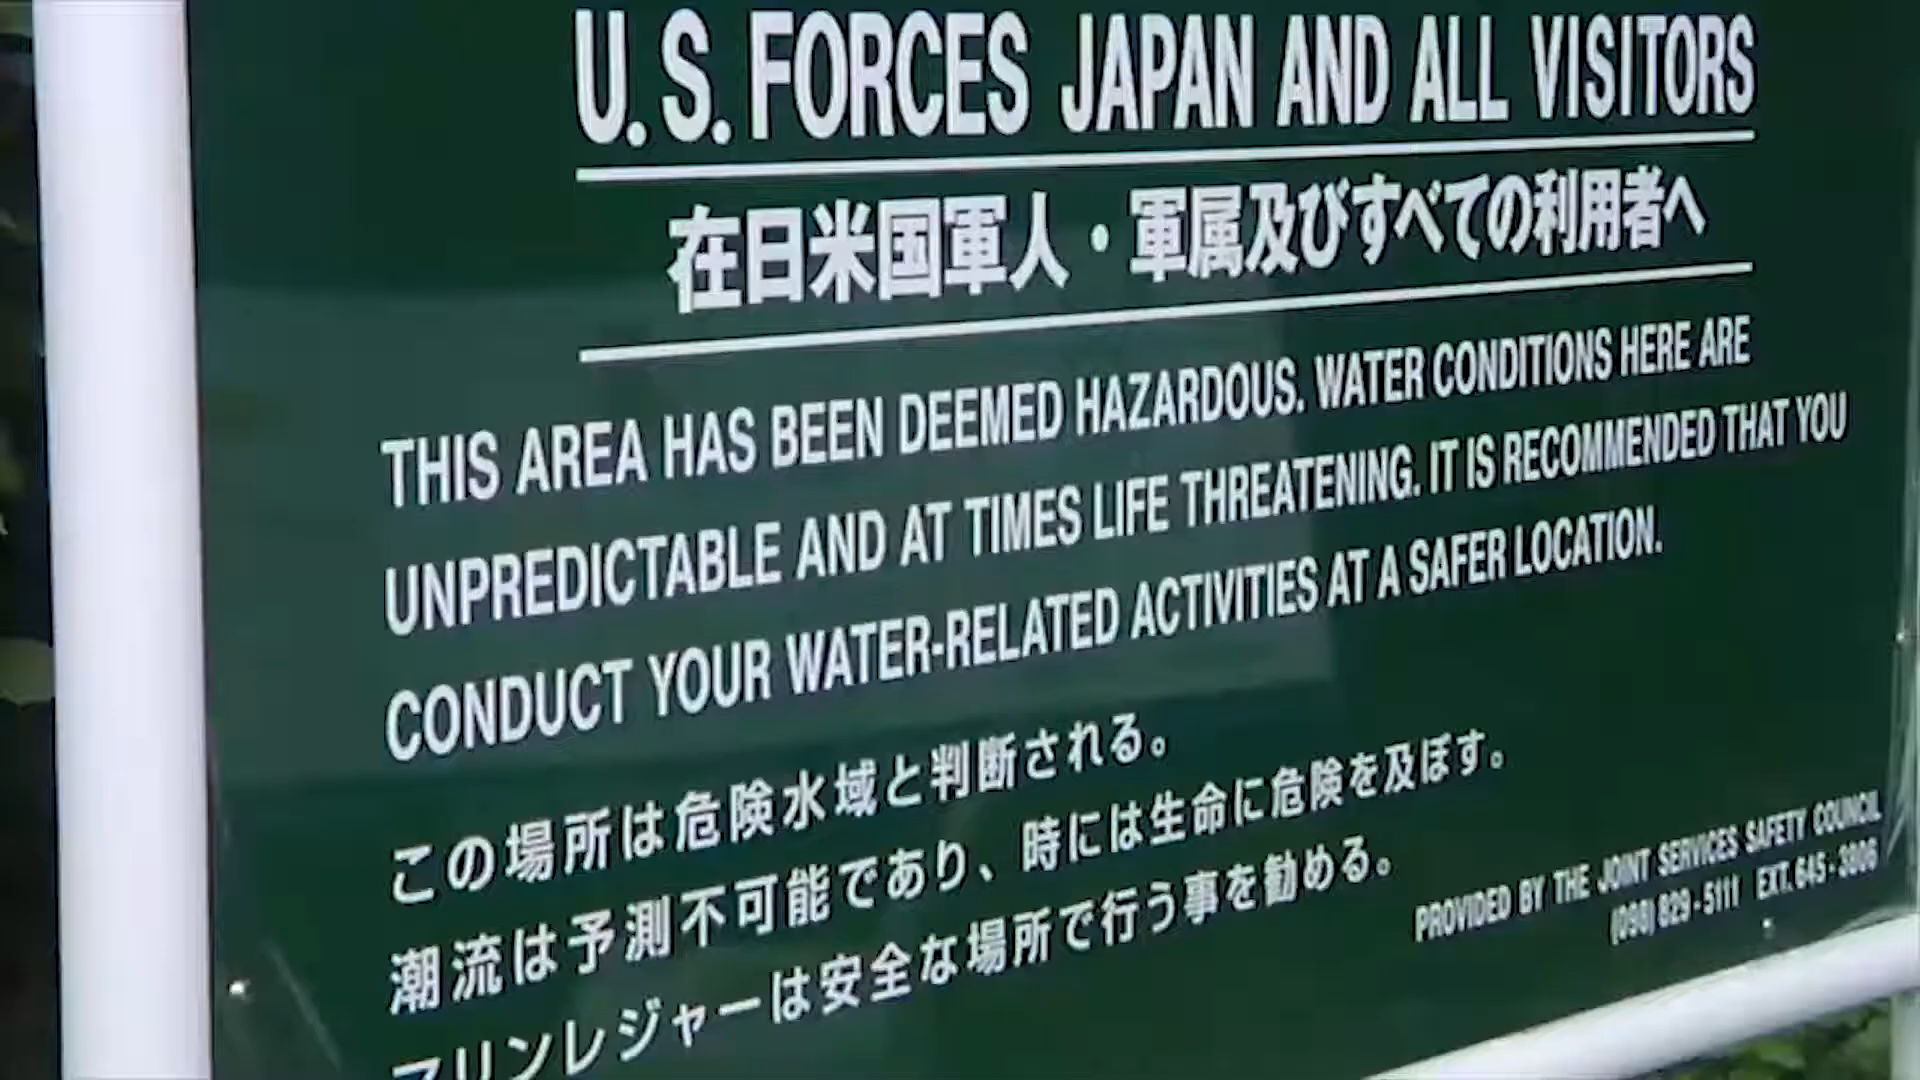 U.S. FORCES JAPAN AND ALL VISITORS
在日米国軍人・軍属及びすべての利用者へ
THIS AREA HAS BEEN DEEMED HAZARDOUS. WATER CONDITIONS HERE ARE
UNPREDICTABLE AND AT TIMES LIFE THREATENING. IT IS RECOMMENDED THAT YOU
CONDUCT YOUR WATER-RELATED ACTIVITIES AT A SAFER LOCATION.
この場所は危険水域と判断される。
潮流は予測不可能であり、時には生命に危険を及ぼす。
マリンレジャーは安全な場所で行う事を勧める。
PROVIDED BY THE JOINT SERVICES SAFETY COUNCIL
(098) 829-5111 EXT. 645-3806